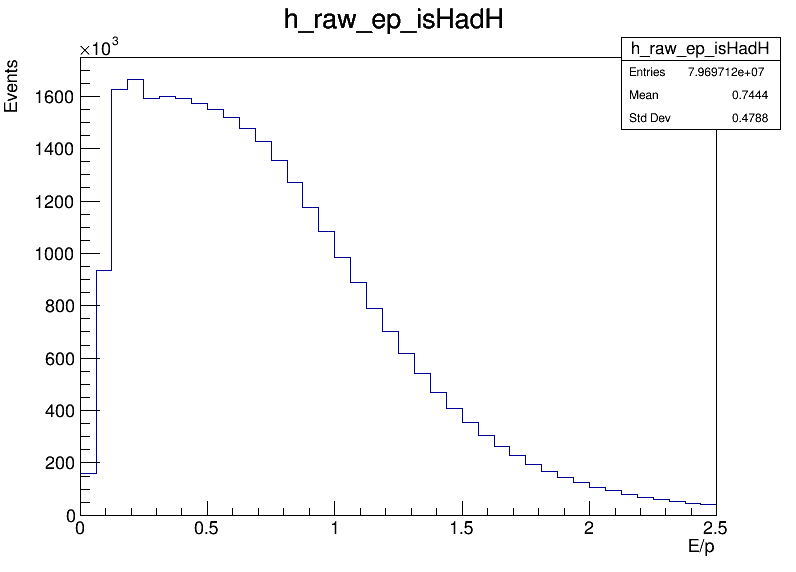 h_raw_ep_isHadH
×10³
Events
h_raw_ep_isHadH
Entries 7.969712e+07
Mean 0.7444
Std Dev 0.4788
1600
1400
1200
1000
800
600
400
200
0
0 0.5 1 1.5 2 2.5
E/p